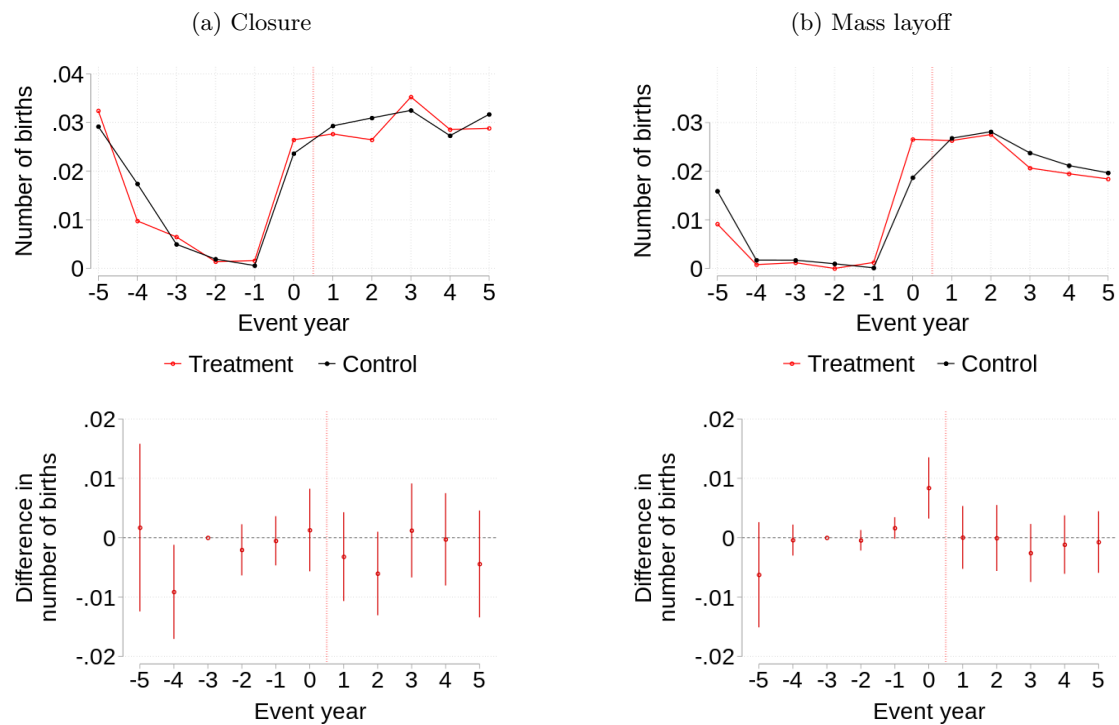 (a) Closure
Number of births
.04
.03
.02
.01
0
-5 -4 -3 -2 -1 0 1 2 3 4 5
Event year
Treatment Control
Difference in
number of births
.02
.01
0
-.01
-.02
-5 -4 -3 -2 -1 0 1 2 3 4 5
Event year
(b) Mass layoff
Number of births
.03
.02
.01
0
-5 -4 -3 -2 -1 0 1 2 3 4 5
Event year
Treatment Control
Difference in
number of births
.02
.01
0
-.01
-.02
-5 -4 -3 -2 -1 0 1 2 3 4 5
Event year